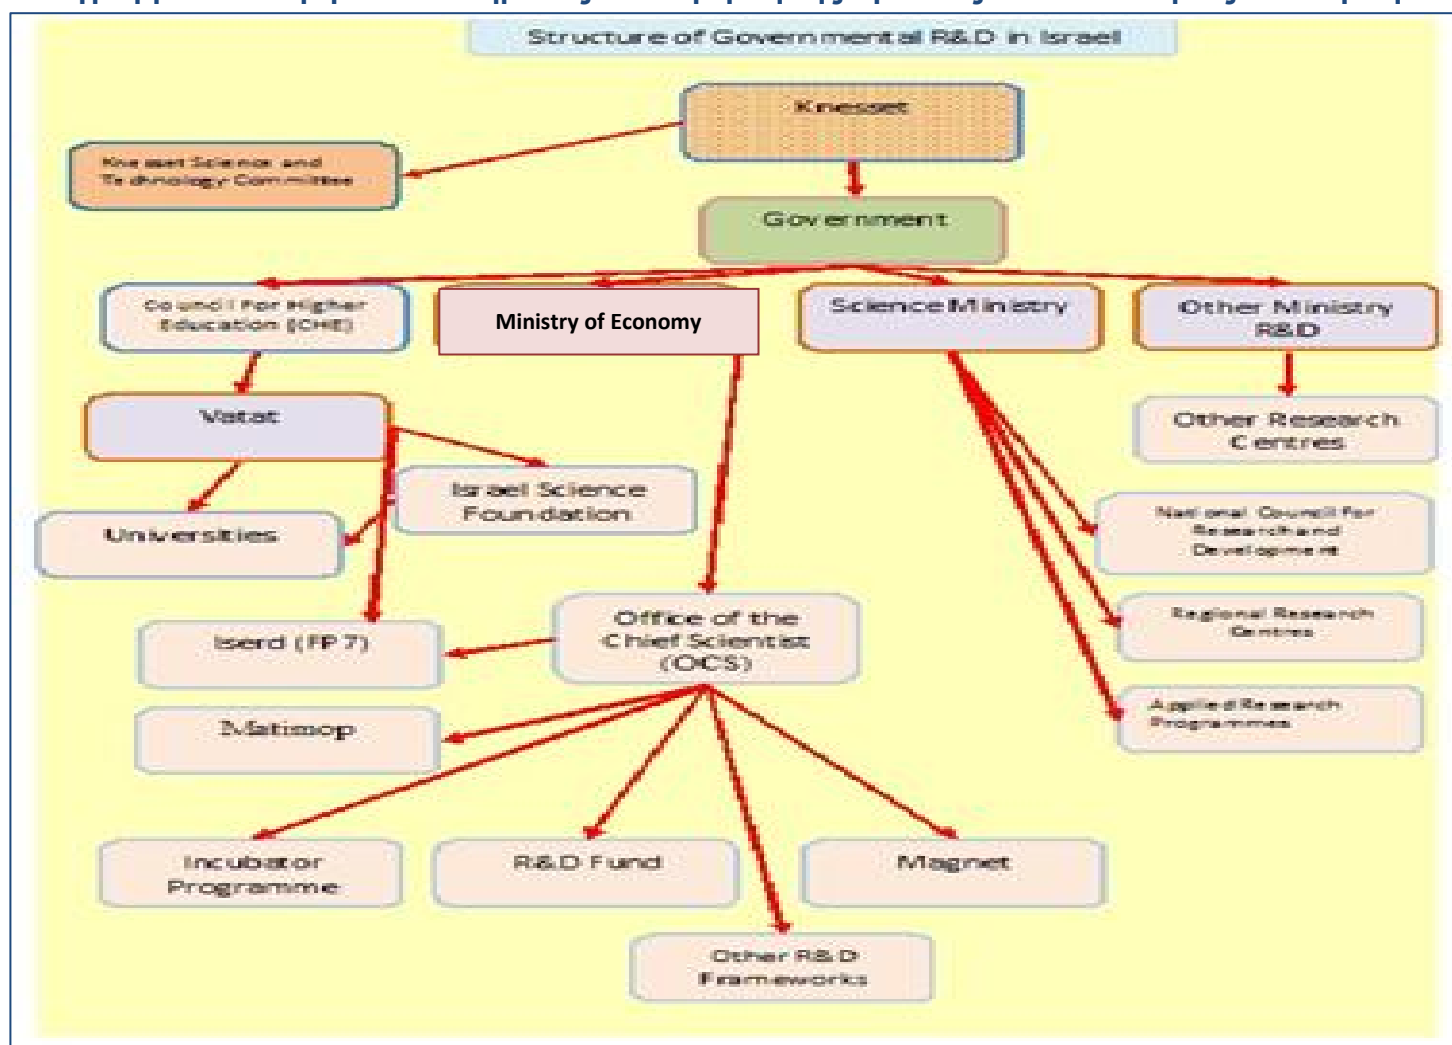 Structure of Governmental R&D in Israel
Knesset
Knesset Science and
Technology Committee
Government
Council For Higher
Education (CHE)
Ministry of Economy
Science Ministry
Other Ministry
R&D
Vatat
Other Research
Centres
Israel Science
Foundation
Universities
National Council for
Research and
Development
Office of the
Chief Scientist
(OCS)
Iserd (FP7)
Regional Research
Centres
Matimop
Applied Research
Programmes
Incubator
Programme
R&D Fund
Magnet
Other R&D
Frameworks